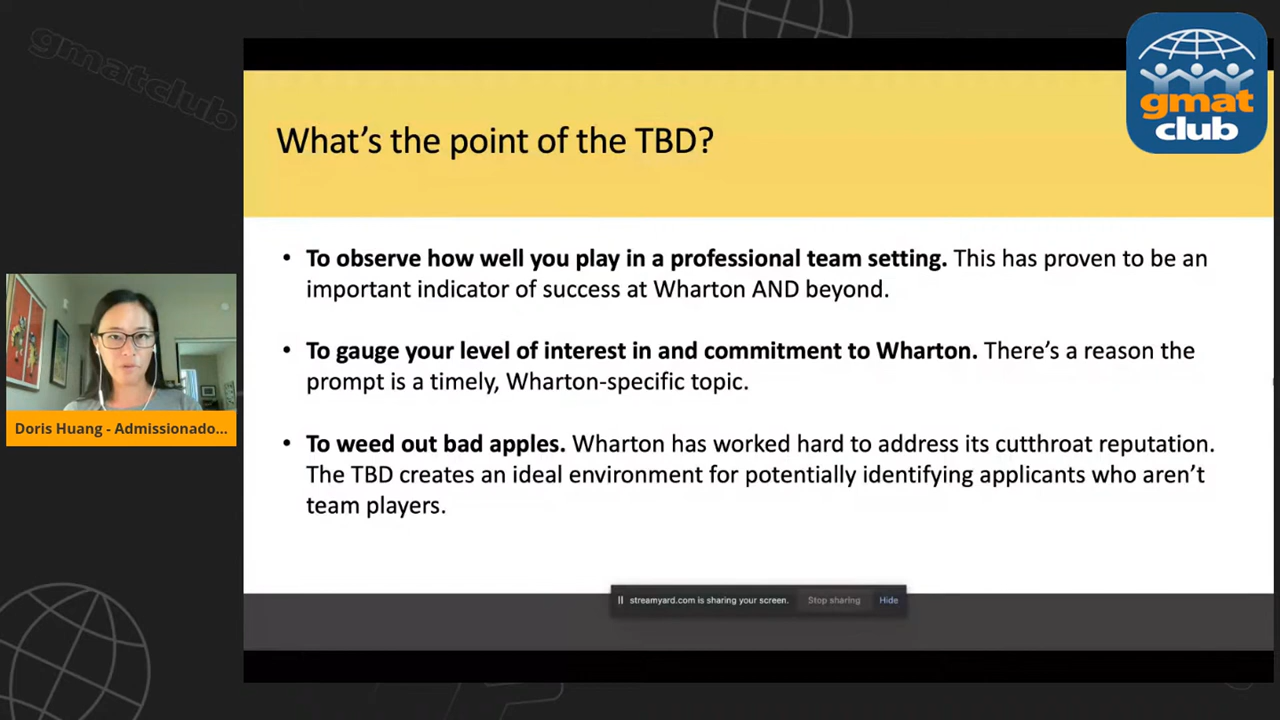 gmatclub
gmat
club
What's the point of the TBD?
• To observe how well you play in a professional team setting. This has proven to be an
important indicator of success at Wharton AND beyond.
• To gauge your level of interest in and commitment to Wharton. There's a reason the
prompt is a timely, Wharton-specific topic.
• To weed out bad apples. Wharton has worked hard to address its cutthroat reputation.
The TBD creates an ideal environment for potentially identifying applicants who aren't
team players.
Doris Huang - Admissionado...
streamyard.com is sharing your screen. Stop sharing Hide